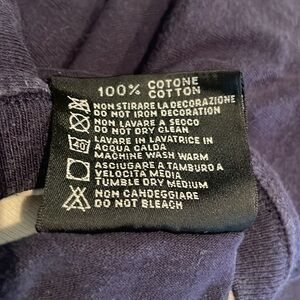 100% COTONE
COTTON
NON STIRARE LA DECORAZIONE
DO NOT IRON DECORATION
NON LAVARE A SECCO
DO NOT DRY CLEAN
LAVARE IN LAVATRICE IN
ACQUA CALDA
MACHINE WASH WARM
ASCIUGARE A TAMBURO A
VELOCITA MEDIA
TUMBLE DRY MEDIUM
NON CANDEGGIARE
DO NOT BLEACH